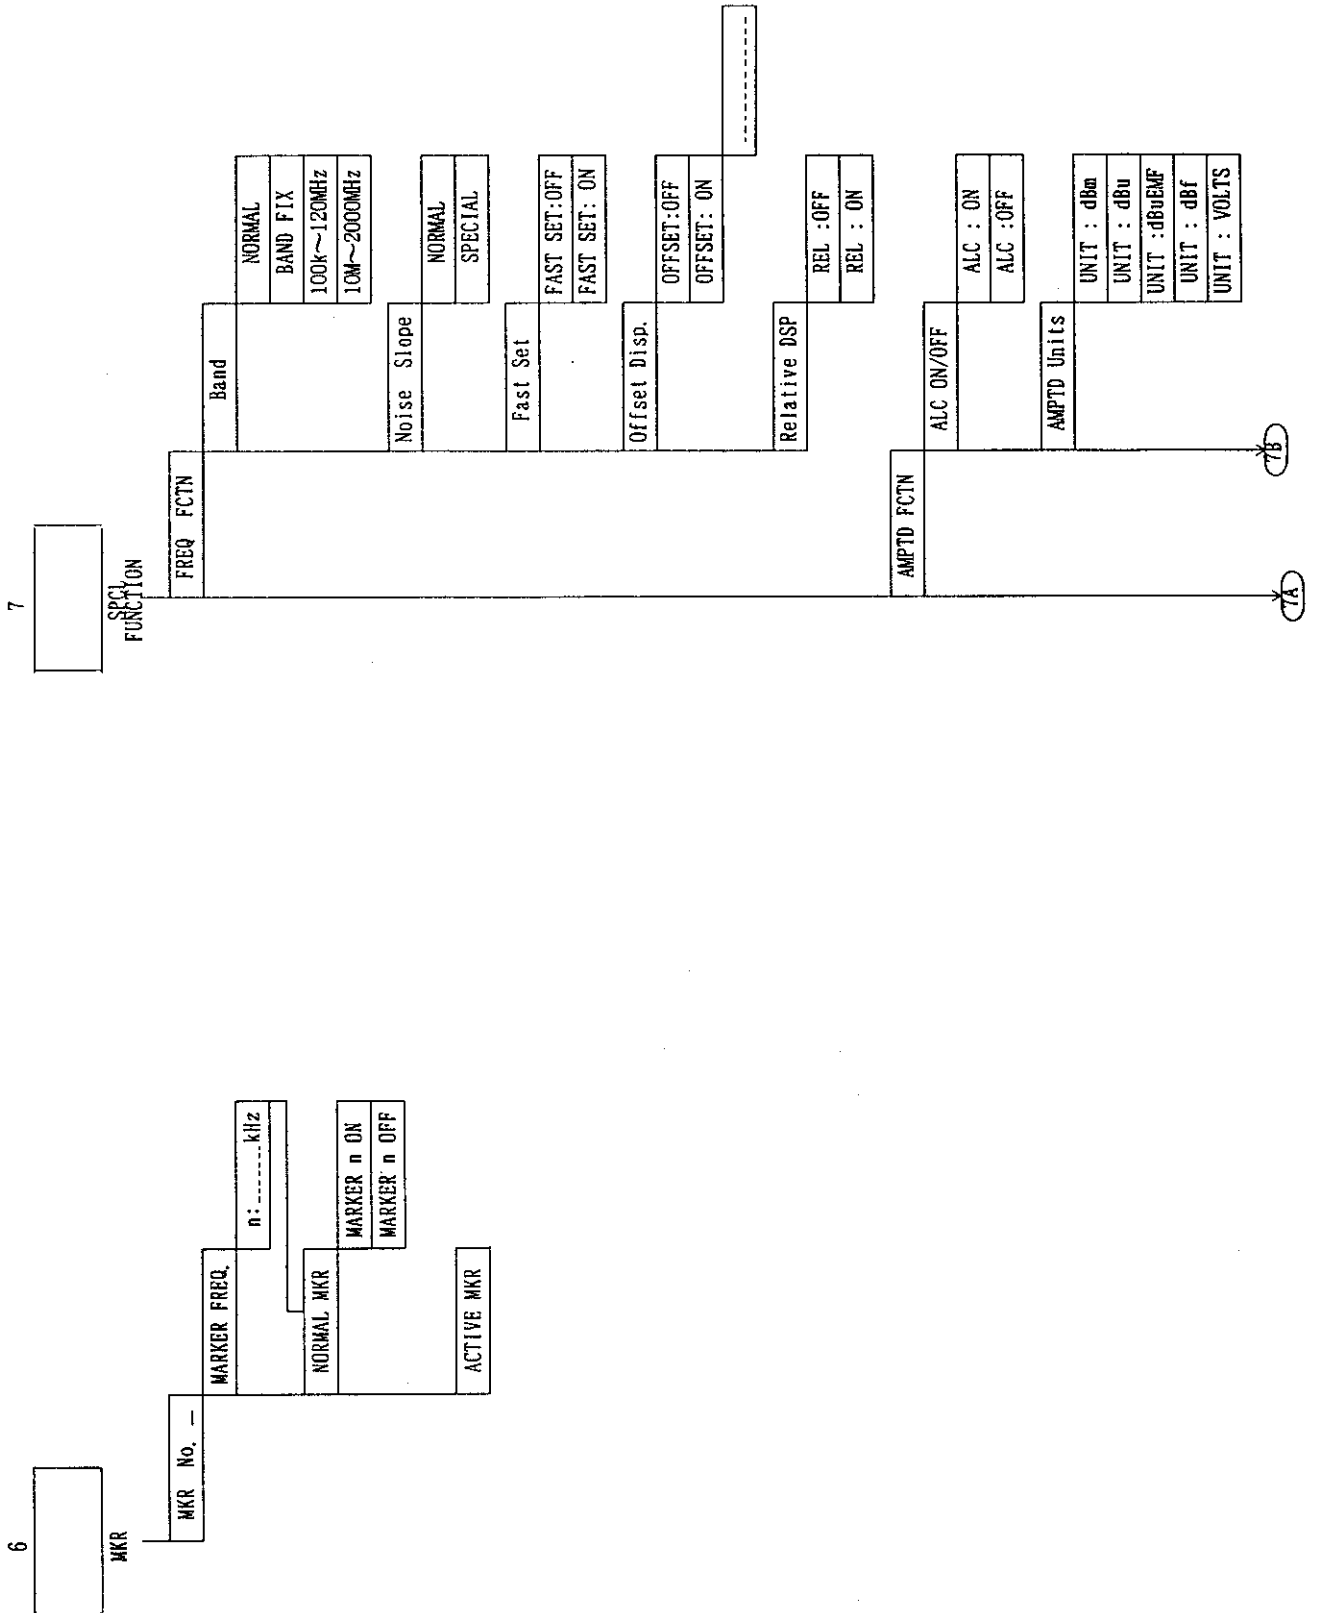 6
MKR
MKR No. _
MARKER FREQ.
n:______kHz
NORMAL MKR
MARKER n ON
MARKER n OFF
ACTIVE MKR
7
SPCL
FUNCTION
FREQ FCTN
Band
NORMAL
BAND FIX
100k~120MHz
10M~2000MHz
Noise Slope
NORMAL
SPECIAL
Fast Set
FAST SET:OFF
FAST SET: ON
Offset Disp.
OFFSET:OFF
OFFSET: ON
-----------
Relative DSP
REL :OFF
REL : ON
AMPTD FCTN
ALC ON/OFF
ALC : ON
ALC :OFF
AMPTD Units
UNIT : dBm
UNIT : dBu
UNIT :dBuEMF
UNIT : dBf
UNIT : VOLTS
7A
7B